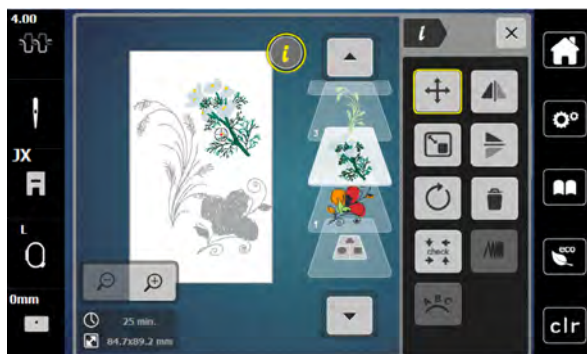 4.00
i
i
3
JX
L
1
check
eco
0mm
ABC
25 min.
84.7x89.2 mm
clr